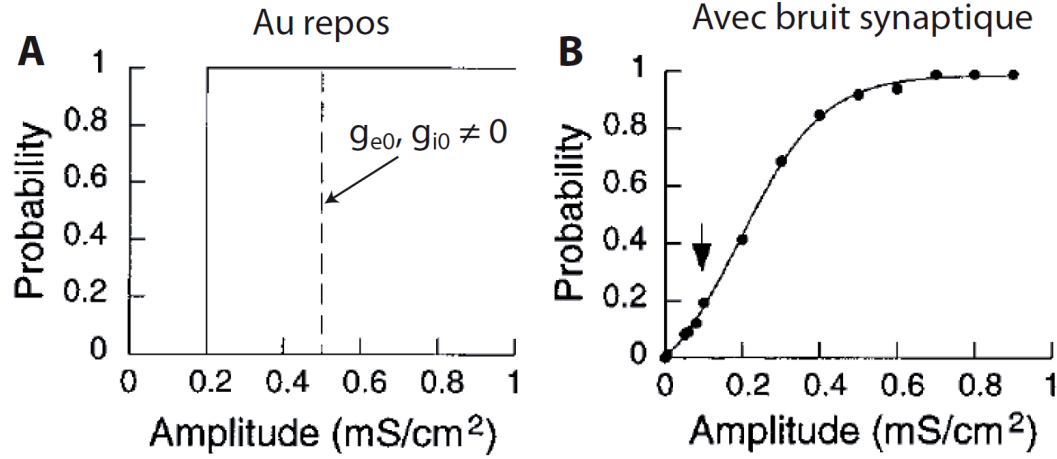 Au repos
A
1
0.8
0.6
0.4
0.2
0
Probability
g_e0, g_i0 ≠ 0
0 0.2 0.4 0.6 0.8 1
Amplitude (mS/cm²)
Avec bruit synaptique
B
1
0.8
0.6
0.4
0.2
0
Probability
0 0.2 0.4 0.6 0.8 1
Amplitude (mS/cm²)